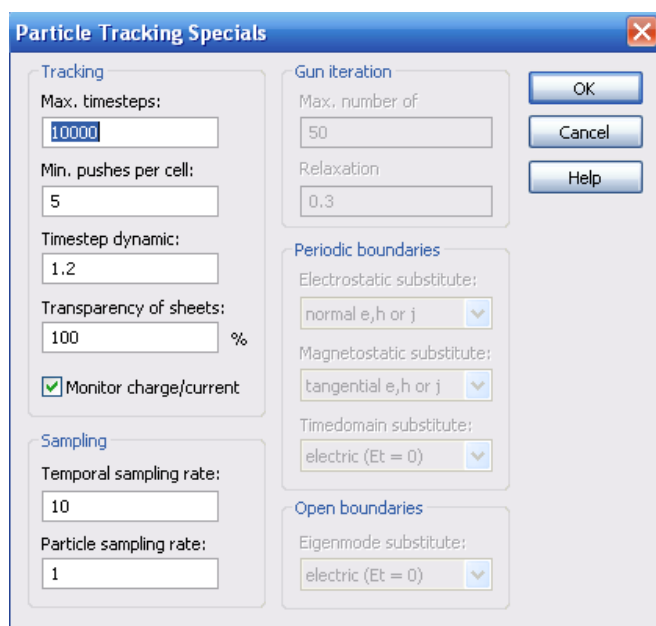 Particle Tracking Specials
Tracking
Max. timesteps:
10000
Min. pushes per cell:
5
Timestep dynamic:
1.2
Transparency of sheets:
100 %
Monitor charge/current
Sampling
Temporal sampling rate:
10
Particle sampling rate:
1
Gun iteration
Max. number of
50
Relaxation
0.3
Periodic boundaries
Electrostatic substitute:
normal e,h or j
Magnetostatic substitute:
tangential e,h or j
Timedomain substitute:
electric (Et = 0)
Open boundaries
Eigenmode substitute:
electric (Et = 0)
OK
Cancel
Help